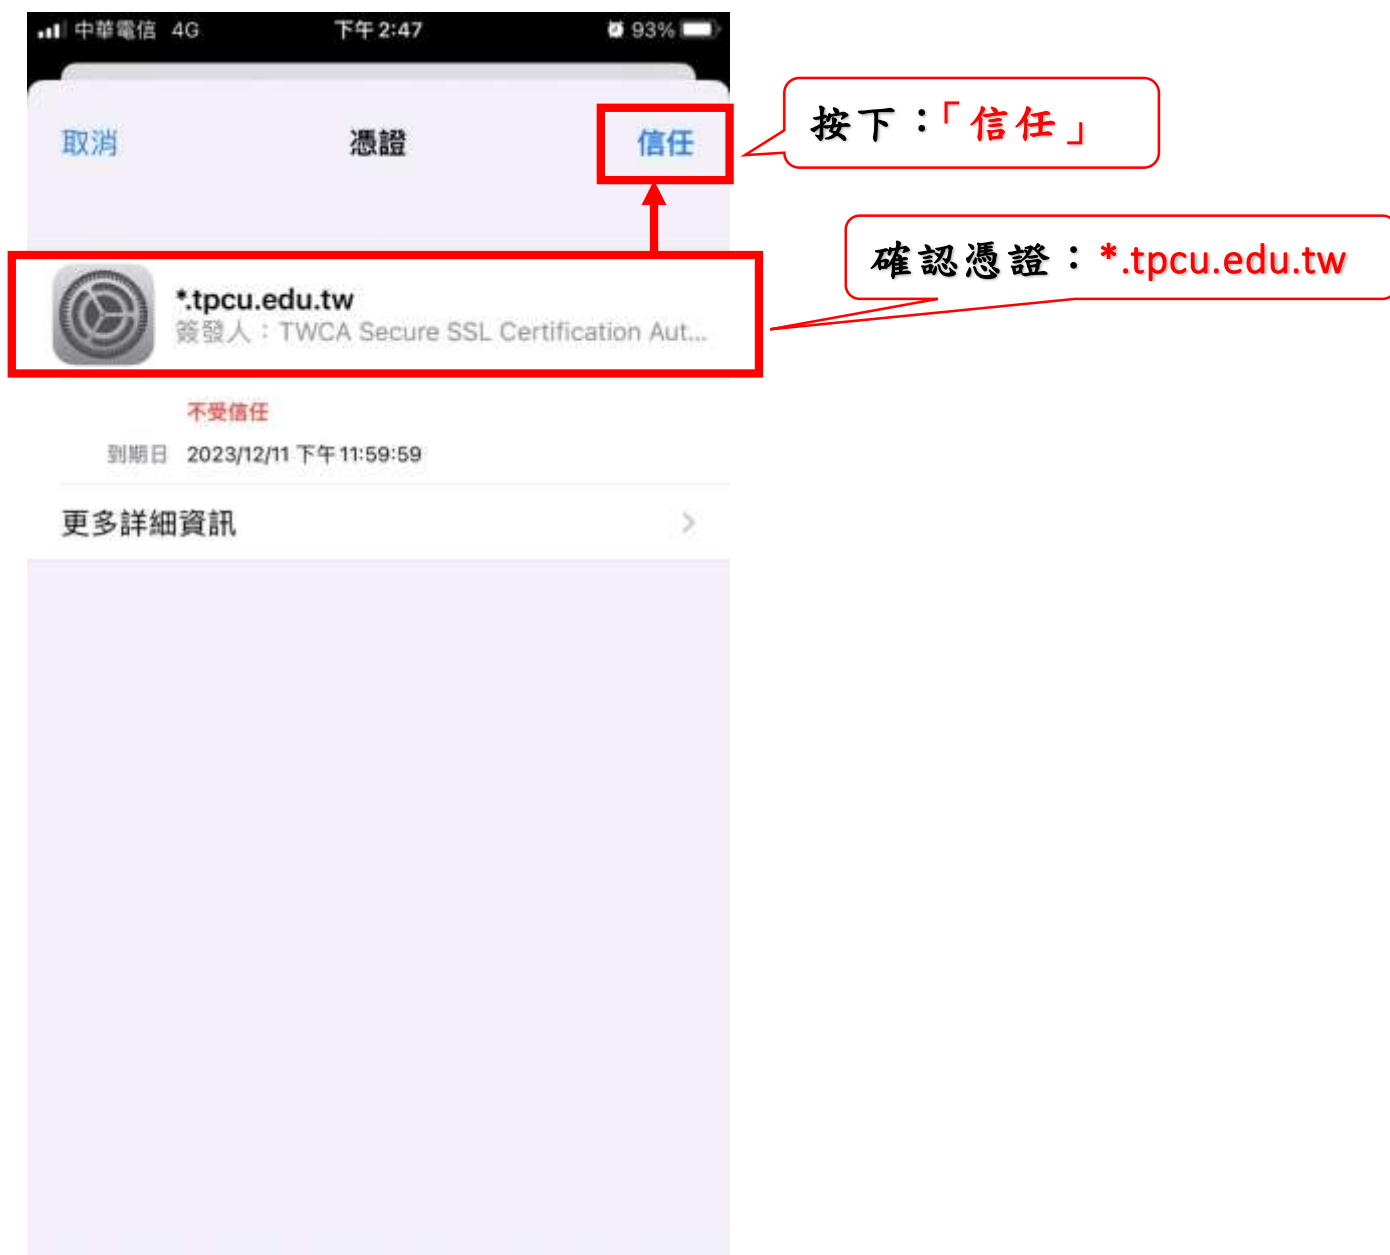 中華電信 4G 下午 2:47 93%
取消 憑證 信任
按下：「信任」
確認憑證：*.tpcu.edu.tw
*.tpcu.edu.tw
簽發人：TWCA Secure SSL Certification Aut...
不受信任
到期日 2023/12/11 下午 11:59:59
更多詳細資訊